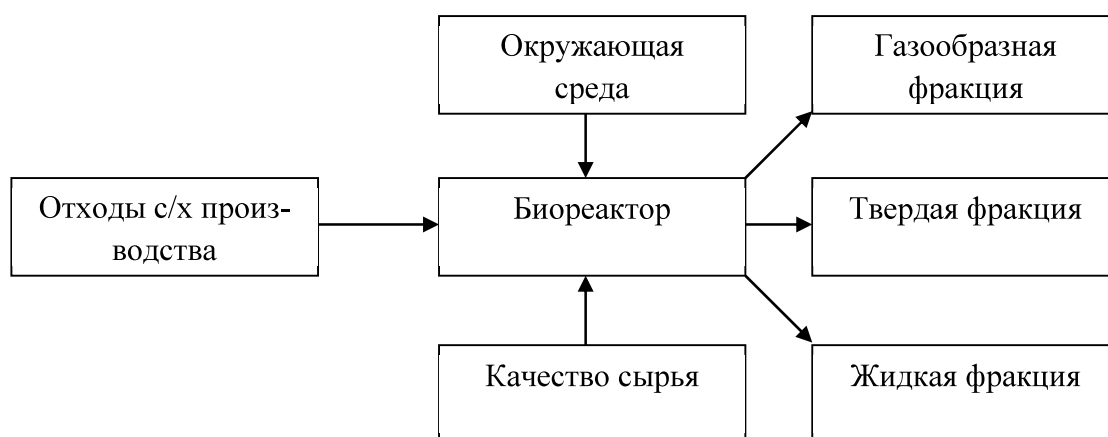 Окружающая
среда
Газообразная
фракция
Отходы с/х произ-
водства
Биореактор
Твердая фракция
Качество сырья
Жидкая фракция